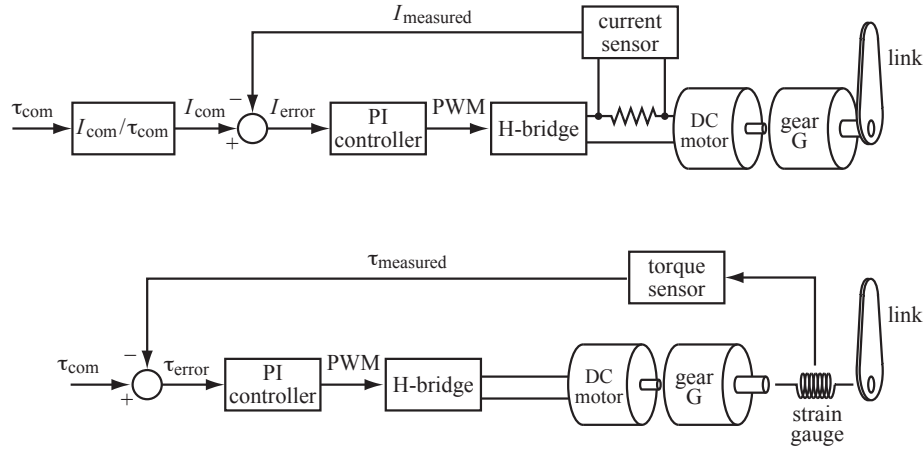 I_measured
current
sensor
link
τ_com
I_com/τ_com
I_com
−
+
I_error
PI
controller
PWM
H-bridge
DC
motor
gear
G
τ_measured
torque
sensor
link
τ_com
−
+
τ_error
PI
controller
PWM
H-bridge
DC
motor
gear
G
strain
gauge